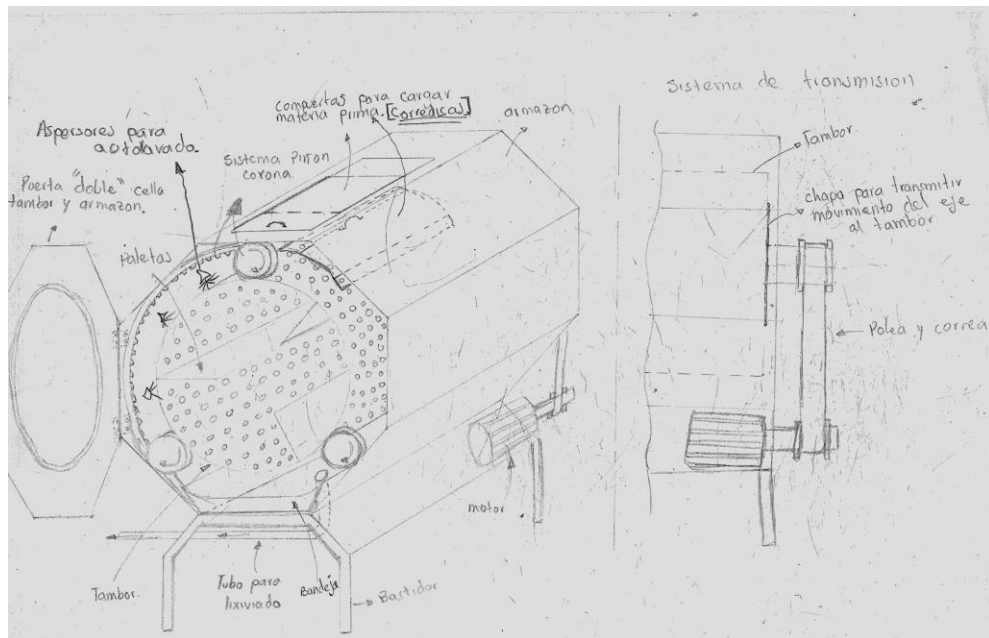 Sistema de transmision
Compuertas para cargar
materia prima. [Corredicas]
armazon
Aspersores para
autolavado.
Sistema Piñon
corona.
Puerta "doble" cella
tambor y armazon.
Paletas
Tambor
chapa para transmitir
movimiento del eje
al tambor
Polea y correa
motor
Tambor.
Tubo para
lixiviado
Bandeja
Bastidor